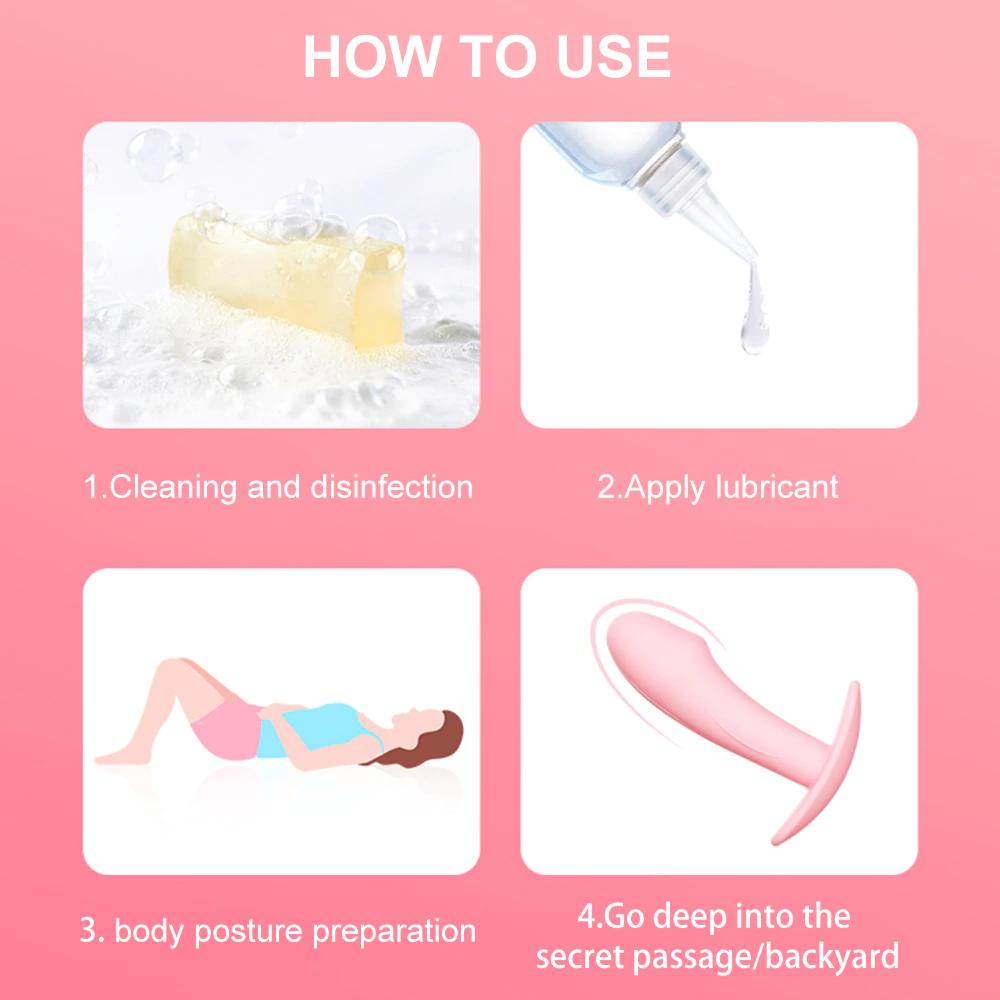 HOW TO USE
1.Cleaning and disinfection
2.Apply lubricant
3. body posture preparation
4.Go deep into the
secret passage/backyard